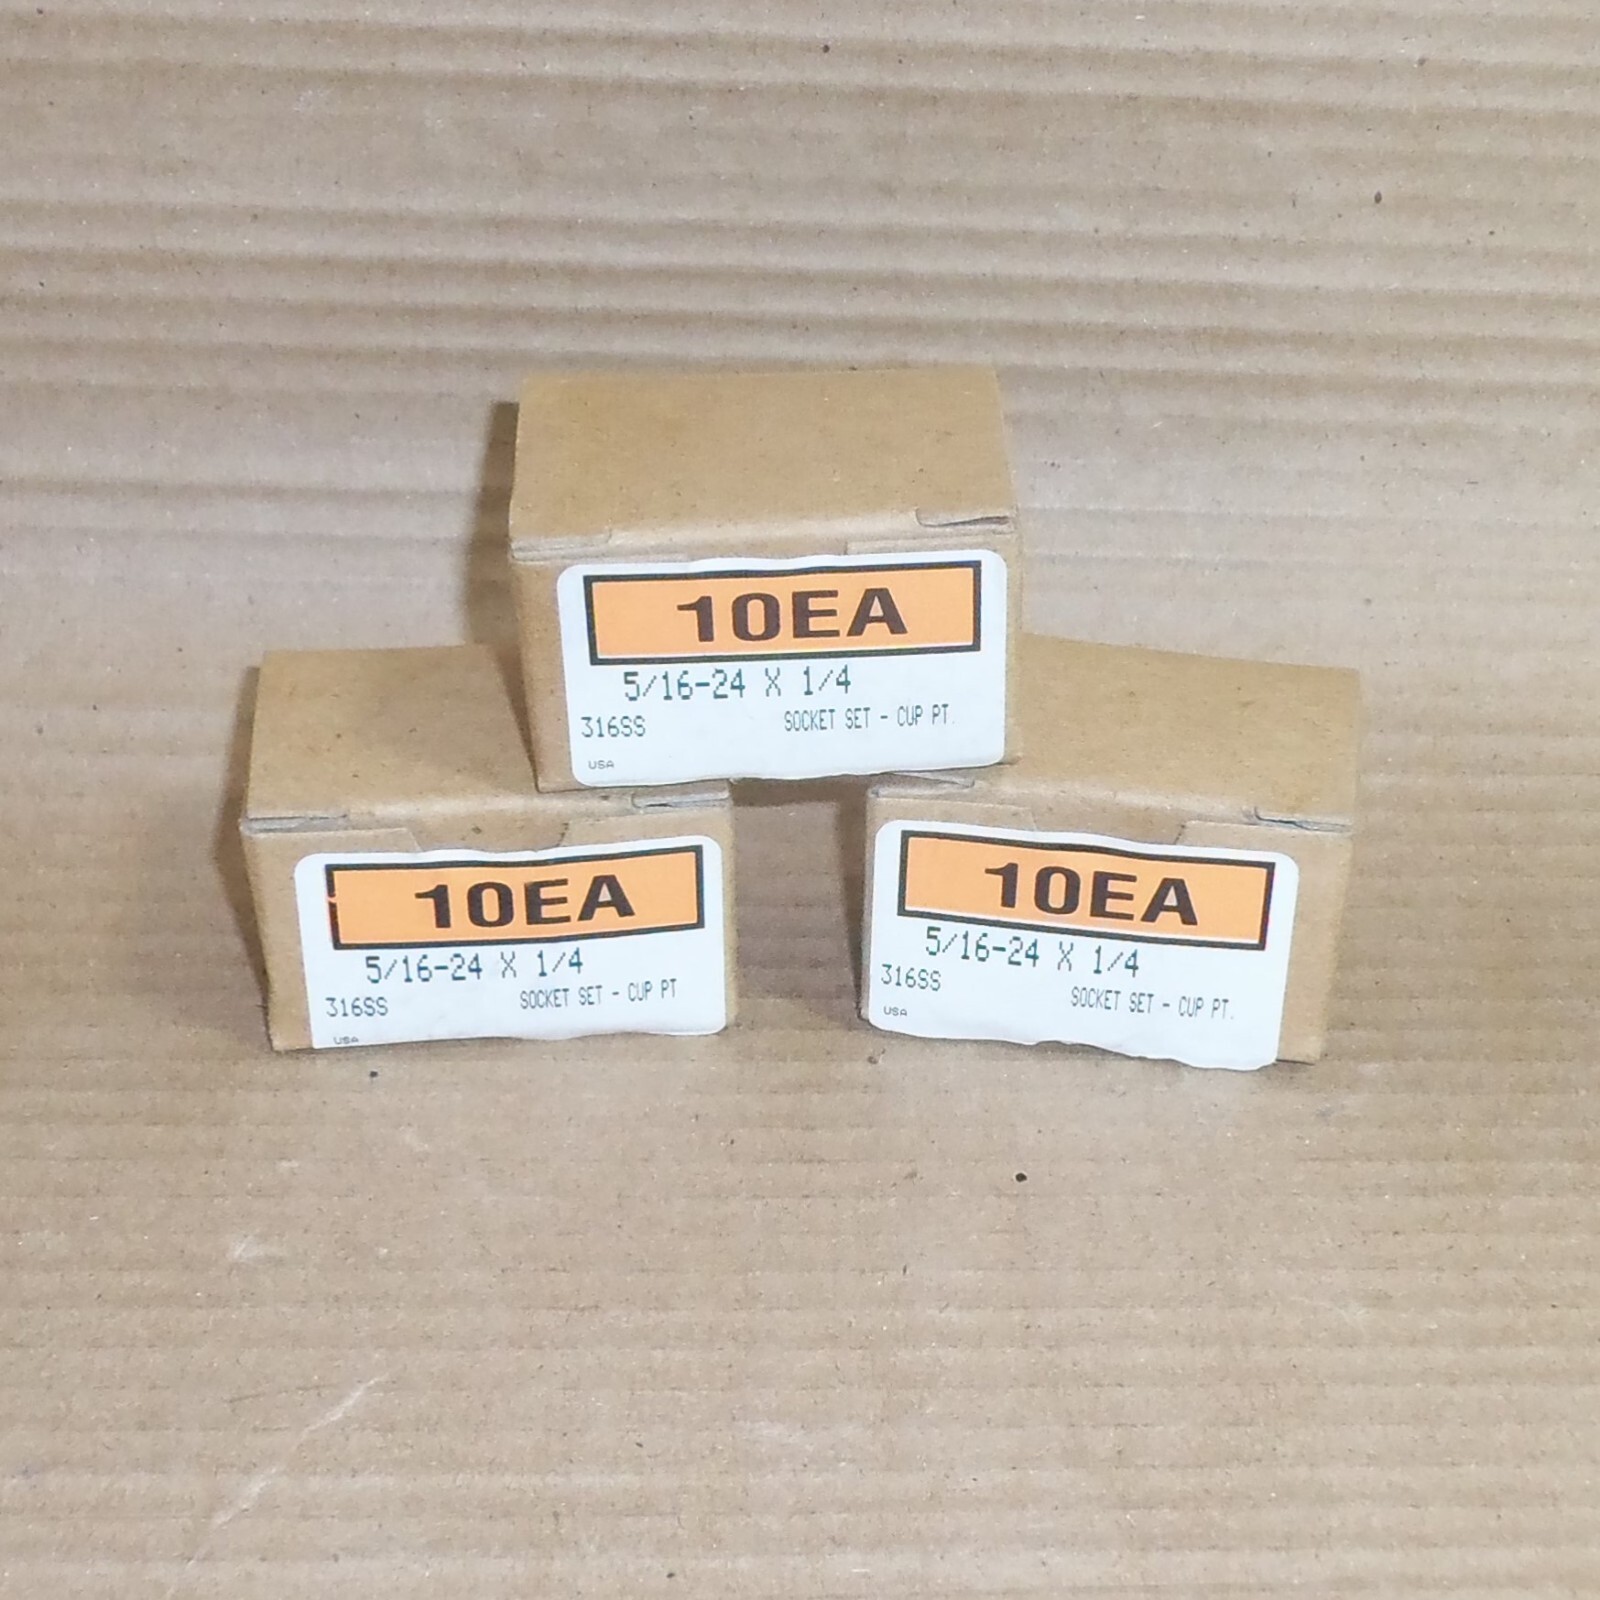 10EA
5/16-24 X 1/4
316SS SOCKET SET - CUP PT.
USA
10EA
5/16-24 X 1/4
316SS SOCKET SET - CUP PT
USA
10EA
5/16-24 X 1/4
316SS SOCKET SET - CUP PT.
USA